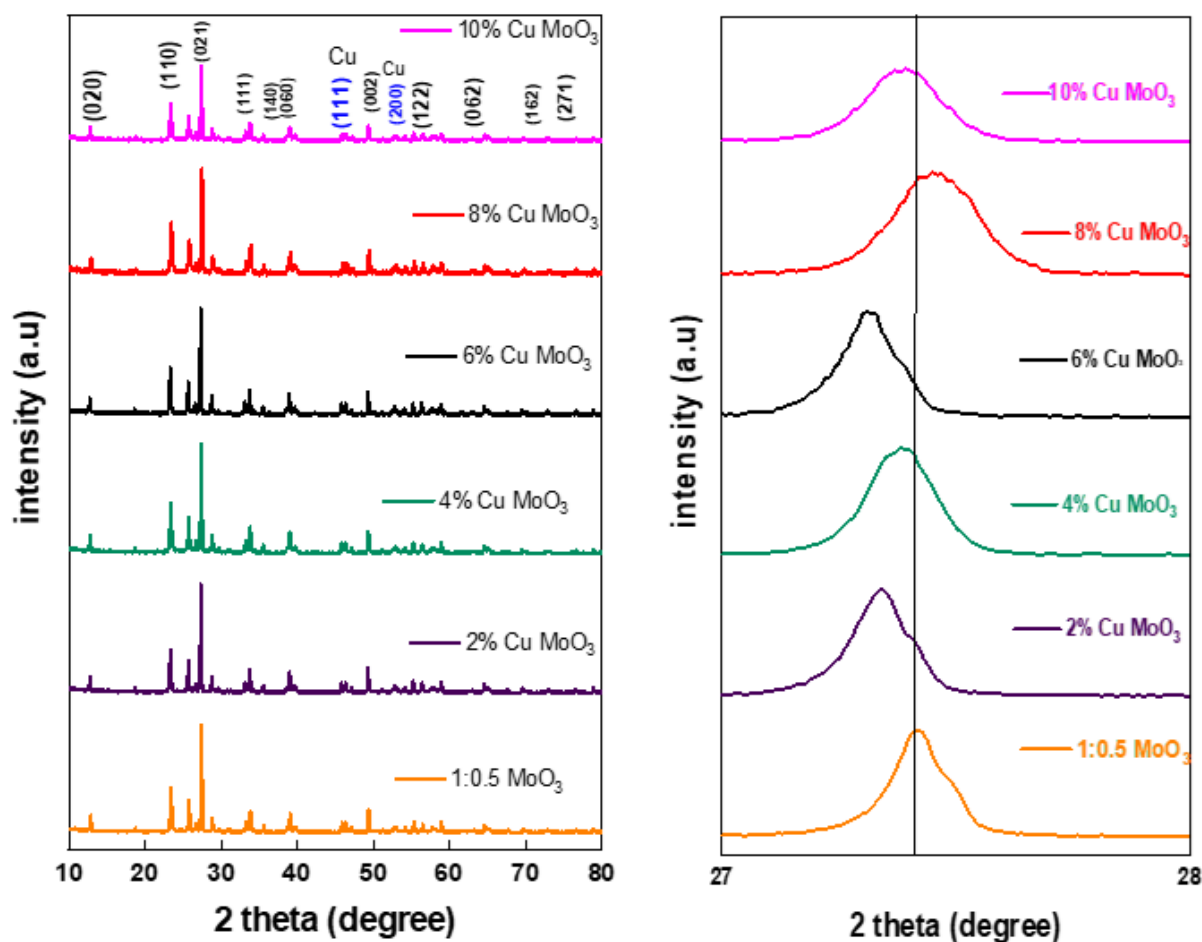 10% Cu MoO₃
(020)
(110)
(021)
(111)
(140)
(060)
Cu
(111)
(002)
Cu
(200)
(122)
(062)
(162)
(271)
8% Cu MoO₃
6% Cu MoO₃
4% Cu MoO₃
2% Cu MoO₃
1:0.5 MoO₃
intensity (a.u)
10 20 30 40 50 60 70 80
2 theta (degree)
10% Cu MoO₃
8% Cu MoO₃
6% Cu MoO₃
4% Cu MoO₃
2% Cu MoO₃
1:0.5 MoO₃
intensity (a.u)
27 28
2 theta (degree)